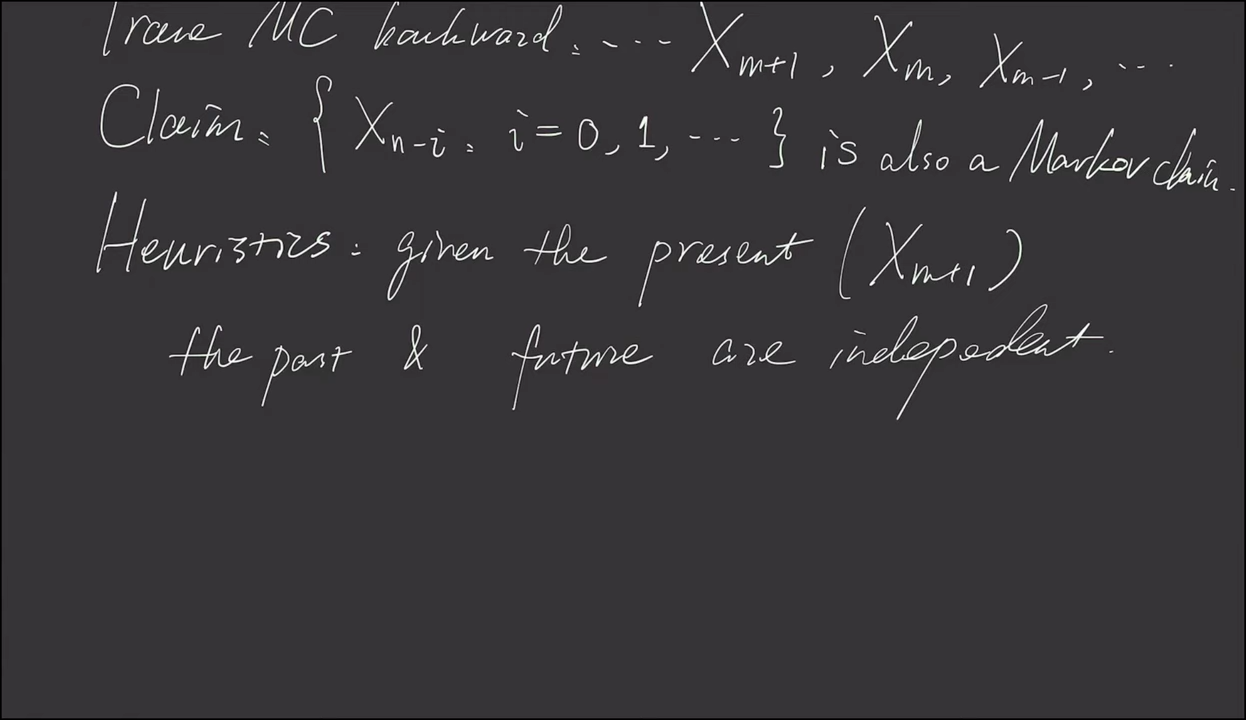 Trace MC backward: ... X_{m+1}, X_m, X_{m-1}, ...
Claim: { X_{n-i}, i=0, 1, ... } is also a Markov chain.
Heuristics: given the present (X_{m+1})
the past & future are indepedent.